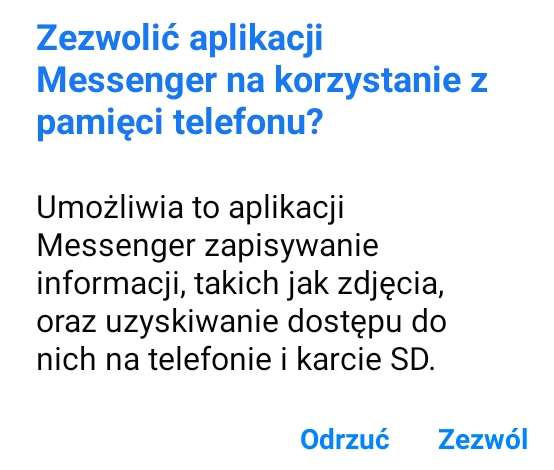 Zezwolić aplikacji
Messenger na korzystanie z
pamięci telefonu?
Umożliwia to aplikacji
Messenger zapisywanie
informacji, takich jak zdjęcia,
oraz uzyskiwanie dostępu do
nich na telefonie i karcie SD.
Odrzuć Zezwól